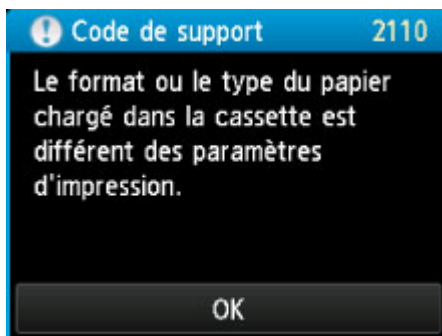 Code de support 2110
Le format ou le type du papier
chargé dans la cassette est
différent des paramètres
d'impression.
OK